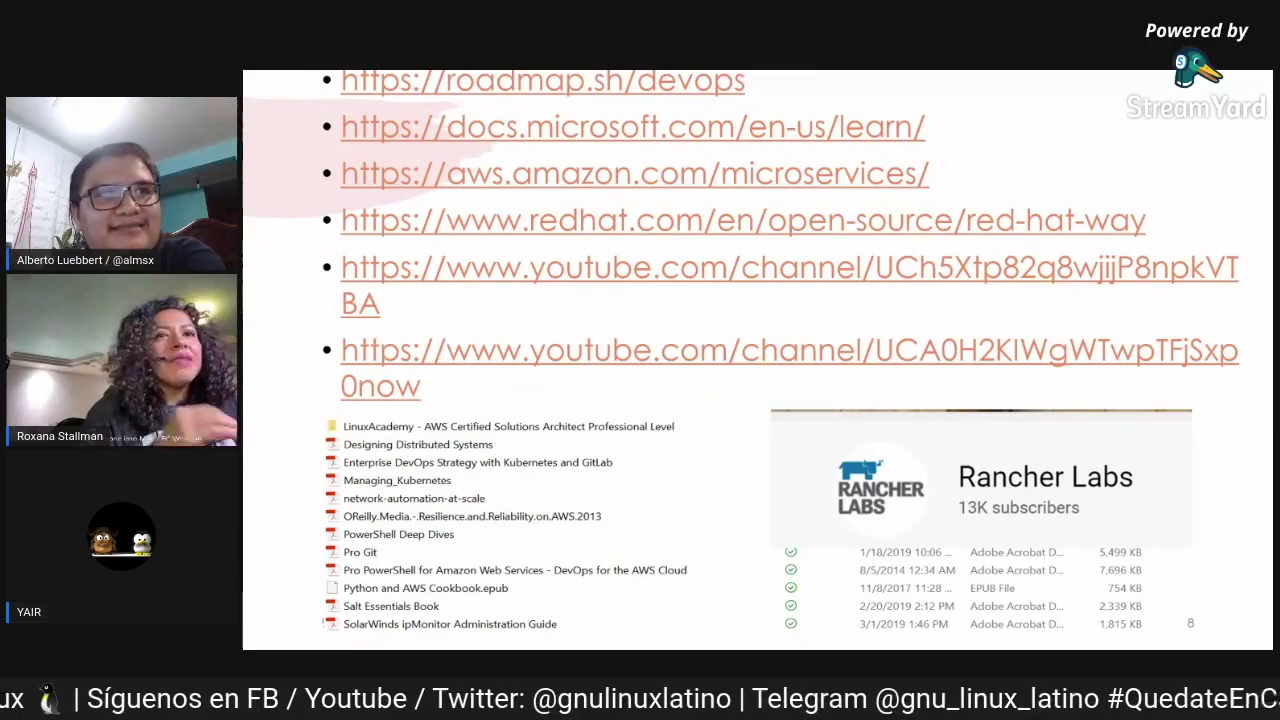 Powered by
StreamYard
https://roadmap.sh/devops
https://docs.microsoft.com/en-us/learn/
https://aws.amazon.com/microservices/
https://www.redhat.com/en/open-source/red-hat-way
https://www.youtube.com/channel/UCh5Xtp82q8wjijP8npkVT
BA
https://www.youtube.com/channel/UCA0H2KIWgWTwpTFjSxp
0now
Alberto Luebbert / @almsx
Roxana Stallman
YAIR
LinuxAcademy - AWS Certified Solutions Architect Professional Level
Designing Distributed Systems
Enterprise DevOps Strategy with Kubernetes and GitLab
Managing_Kubernetes
network-automation-at-scale
OReilly.Media.-.Resilience.and.Reliability.on.AWS.2013
PowerShell Deep Dives
Pro Git
Pro PowerShell for Amazon Web Services - DevOps for the AWS Cloud
Python and AWS Cookbook.epub
Salt Essentials Book
SolarWinds ipMonitor Administration Guide
RANCHER
LABS
Rancher Labs
13K subscribers
1/18/2019 10:06 ... Adobe Acrobat D... 5,499 KB
8/5/2014 12:34 AM Adobe Acrobat D... 7,696 KB
11/8/2017 11:28 ... EPUB File 754 KB
2/20/2019 2:12 PM Adobe Acrobat D... 2,339 KB
3/1/2019 1:46 PM Adobe Acrobat D... 1,815 KB
8
ux | Síguenos en FB / Youtube / Twitter: @gnulinuxlatino | Telegram @gnu_linux_latino #QuedateEnC